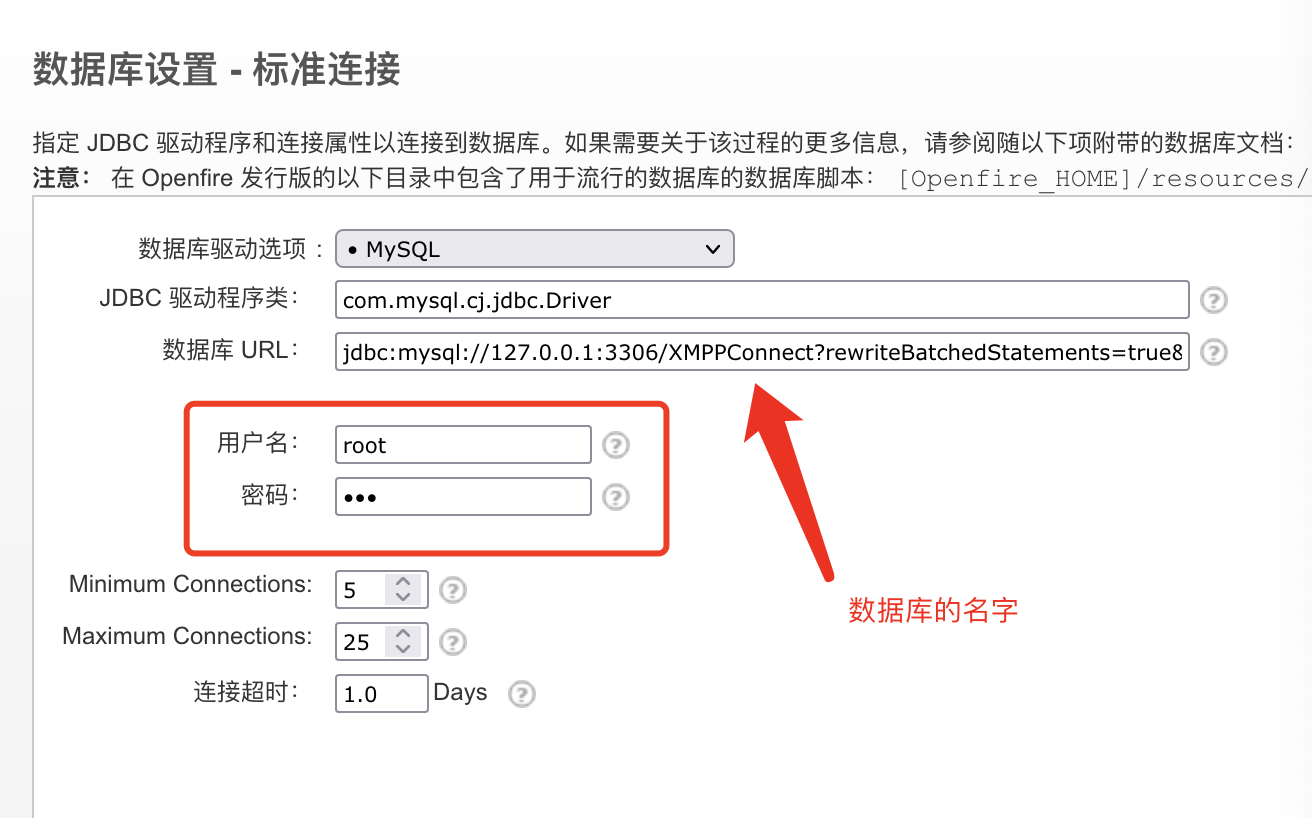 数据库设置 - 标准连接
指定 JDBC 驱动程序和连接属性以连接到数据库。如果需要关于该过程的更多信息，请参阅随以下项附带的数据库文档：
注意： 在 Openfire 发行版的以下目录中包含了用于流行的数据库的数据库脚本： [Openfire_HOME]/resources/
数据库驱动选项 : • MySQL
JDBC 驱动程序类: com.mysql.cj.jdbc.Driver ?
数据库 URL: jdbc:mysql://127.0.0.1:3306/XMPPConnect?rewriteBatchedStatements=true& ?
用户名: root ?
密码: ••• ?
Minimum Connections: 5 ?
数据库的名字
Maximum Connections: 25 ?
连接超时: 1.0 Days ?